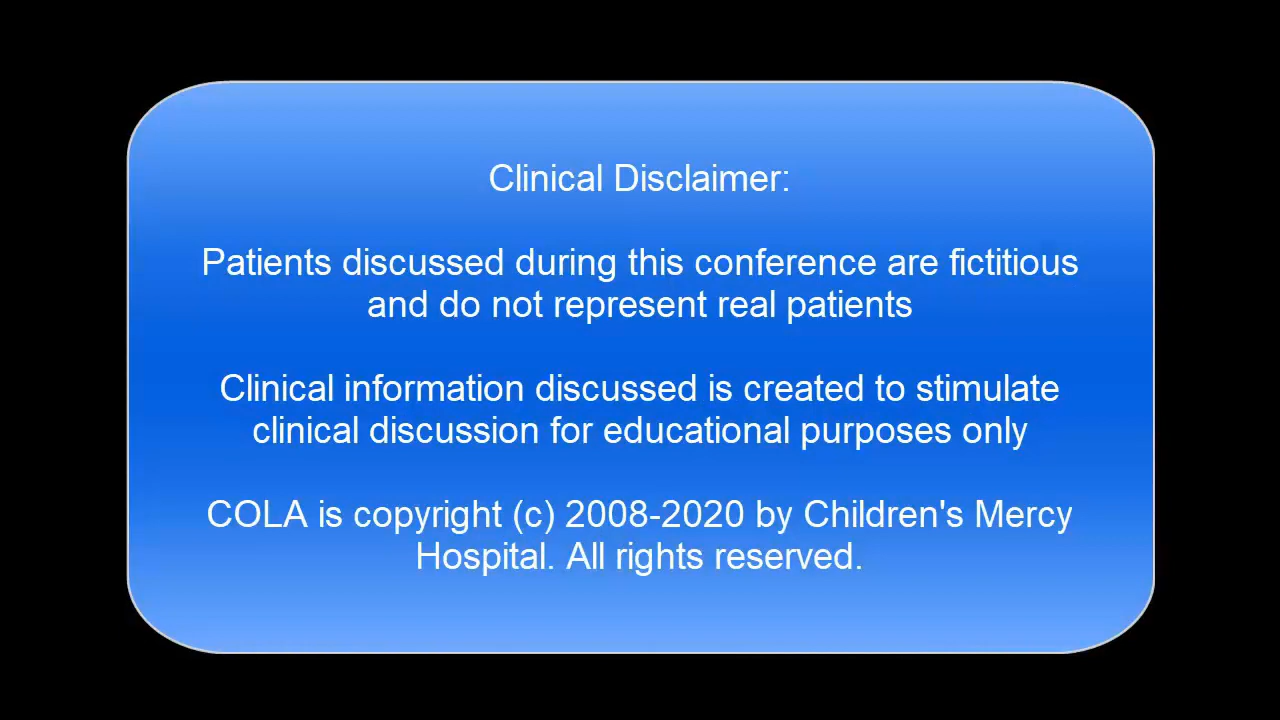 Clinical Disclaimer:
Patients discussed during this conference are fictitious
and do not represent real patients
Clinical information discussed is created to stimulate
clinical discussion for educational purposes only
COLA is copyright (c) 2008-2020 by Children's Mercy
Hospital. All rights reserved.